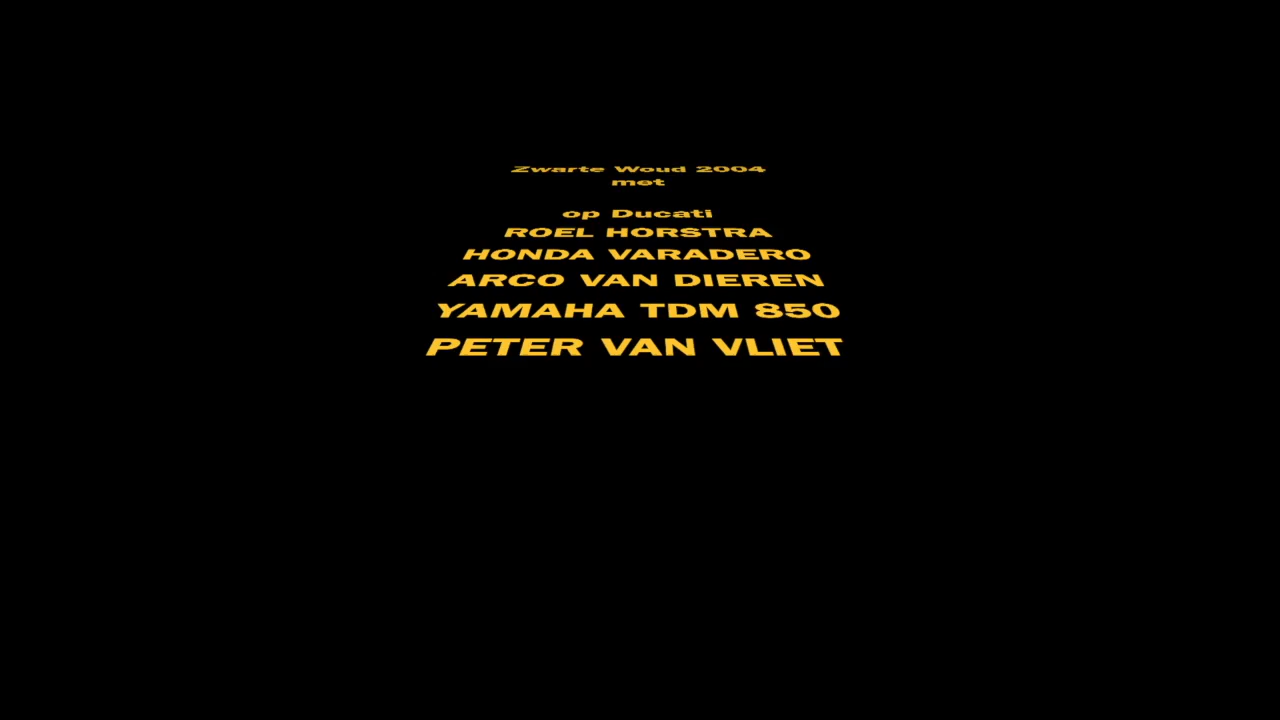 Zwarte Woud 2004
met
op Ducati
ROEL HORSTRA
HONDA VARADERO
ARCO VAN DIEREN
YAMAHA TDM 850
PETER VAN VLIET